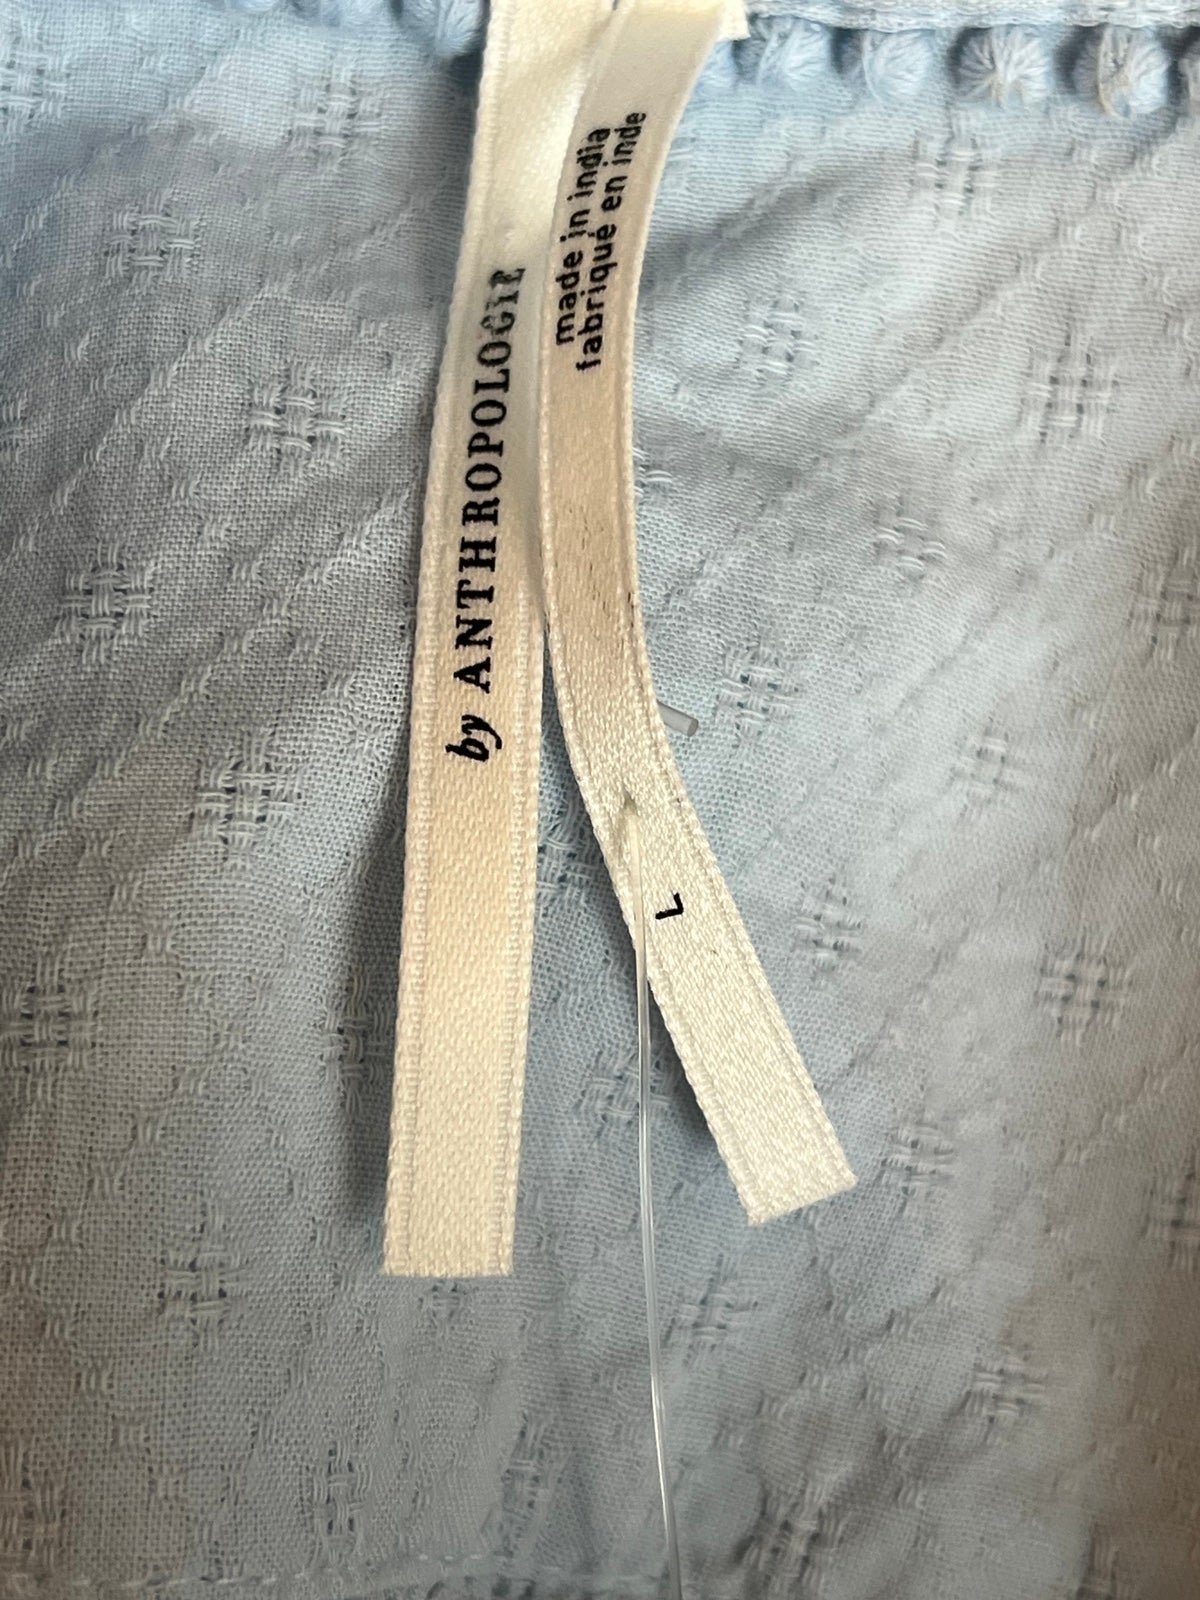 by ANTHROPOLOGIE
made in india
fabriqué en inde
L